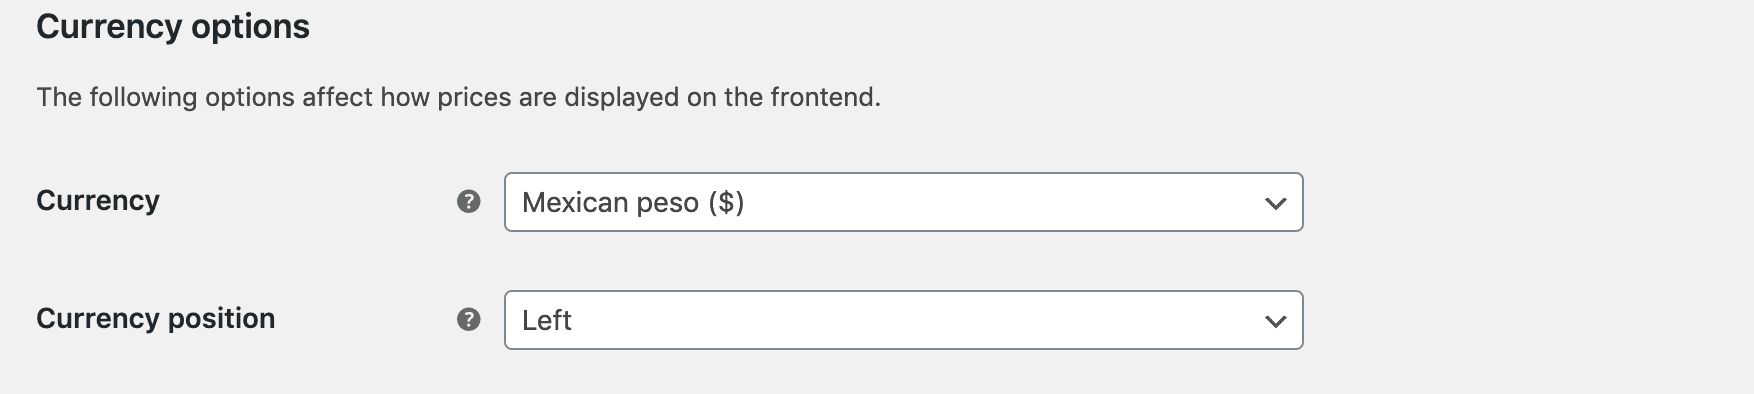 Currency options
The following options affect how prices are displayed on the frontend.
Currency ? Mexican peso ($)
Currency position ? Left